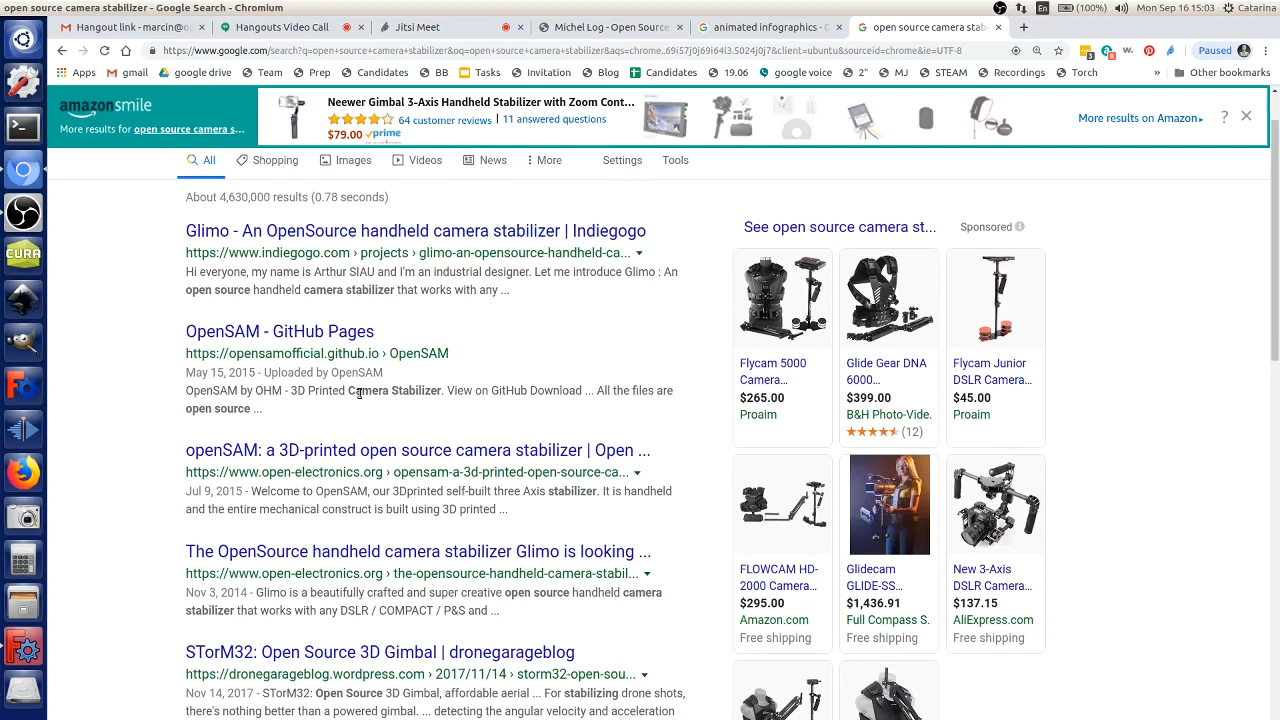 open source camera stabilizer - Google Search - Chromium
En
(100%)
Mon Sep 16 15:03
Catarina
Hangout link - marcin@o
Hangouts Video Call
Jitsi Meet
Michel Log - Open Sourc
animated infographics - G
open source camera stab
https://www.google.com/search?q=open+source+camera+stabilizer&oq=open+source+camera+stabilizer&aqs=chrome..69i57j69i64l3.5024j0j7&client=ubuntu&sourceid=chrome&ie=UTF-8
Paused
Apps
gmail
google drive
Team
Prep
Candidates
BB
Tasks
Invitation
Blog
Candidates
19.06
google voice
2"
MJ
STEAM
Recordings
Torch
»
Other bookmarks
amazonsmile
More results for open source camera s...
Neewer Gimbal 3-Axis Handheld Stabilizer with Zoom Cont...
64 customer reviews | 11 answered questions
$79.00 prime
More results on Amazon
?
All
Shopping
Images
Videos
News
More
Settings
Tools
About 4,630,000 results (0.78 seconds)
Glimo - An OpenSource handheld camera stabilizer | Indiegogo
https://www.indiegogo.com › projects › glimo-an-opensource-handheld-ca...
Hi everyone, my name is Arthur SIAU and I'm an industrial designer. Let me introduce Glimo : An
open source handheld camera stabilizer that works with any ...
OpenSAM - GitHub Pages
https://opensamofficial.github.io › OpenSAM
May 15, 2015 - Uploaded by OpenSAM
OpenSAM by OHM - 3D Printed Camera Stabilizer. View on GitHub Download ... All the files are
open source ...
openSAM: a 3D-printed open source camera stabilizer | Open ...
https://www.open-electronics.org › opensam-a-3d-printed-open-source-ca...
Jul 9, 2015 - Welcome to OpenSAM, our 3Dprinted self-built three Axis stabilizer. It is handheld
and the entire mechanical construct is built using 3D printed ...
The OpenSource handheld camera stabilizer Glimo is looking ...
https://www.open-electronics.org › the-opensource-handheld-camera-stabil...
Nov 3, 2014 - Glimo is a beautifully crafted and super creative open source handheld camera
stabilizer that works with any DSLR / COMPACT / P&S and ...
STorM32: Open Source 3D Gimbal | dronegarageblog
https://dronegarageblog.wordpress.com › 2017/11/14 › storm32-open-sou...
Nov 14, 2017 - STorM32: Open Source 3D Gimbal, affordable aerial ... For stabilizing drone shots,
there's nothing better than a powered gimbal. ... detecting the angular velocity and acceleration
See open source camera st...
Sponsored
Flycam 5000
Camera...
$265.00
Proaim
Glide Gear DNA
6000...
$399.00
B&H Photo-Vide.
(12)
Flycam Junior
DSLR Camera...
$45.00
Proaim
FLOWCAM HD-
2000 Camera...
$295.00
Amazon.com
Free shipping
Glidecam
GLIDE-SS...
$1,436.91
Full Compass S.
Free shipping
New 3-Axis
DSLR Camera...
$137.15
AliExpress.com
Free shipping
CURA